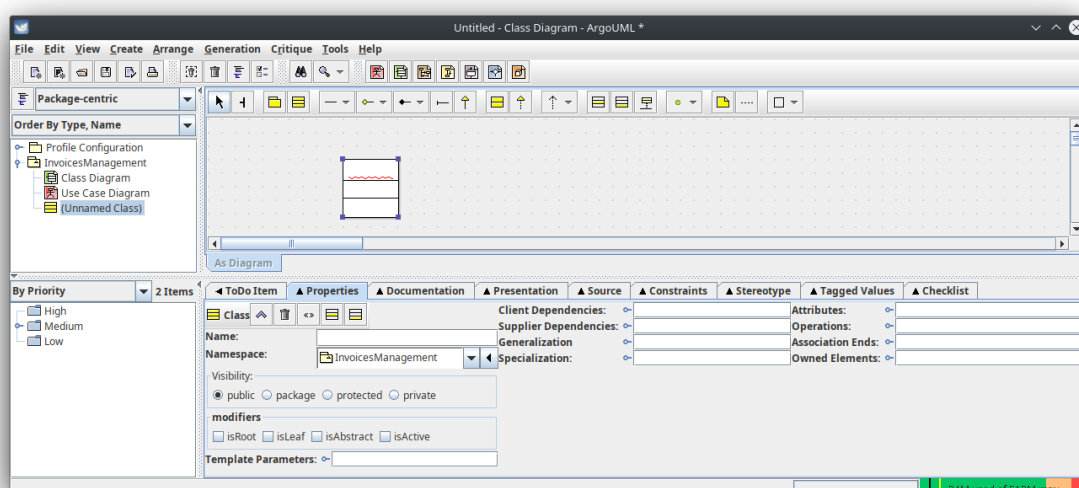 Untitled - Class Diagram - ArgoUML *
File Edit View Create Arrange Generation Critique Tools Help
Package-centric
Order By Type, Name
Profile Configuration
InvoicesManagement
Class Diagram
Use Case Diagram
(Unnamed Class)
As Diagram
By Priority 2 Items
High
Medium
Low
ToDo Item Properties Documentation Presentation Source Constraints Stereotype Tagged Values Checklist
Class
Name:
Namespace: InvoicesManagement
Visibility:
public package protected private
modifiers
isRoot isLeaf isAbstract isActive
Template Parameters:
Client Dependencies:
Supplier Dependencies:
Generalization
Specialization:
Attributes:
Operations:
Association Ends:
Owned Elements: